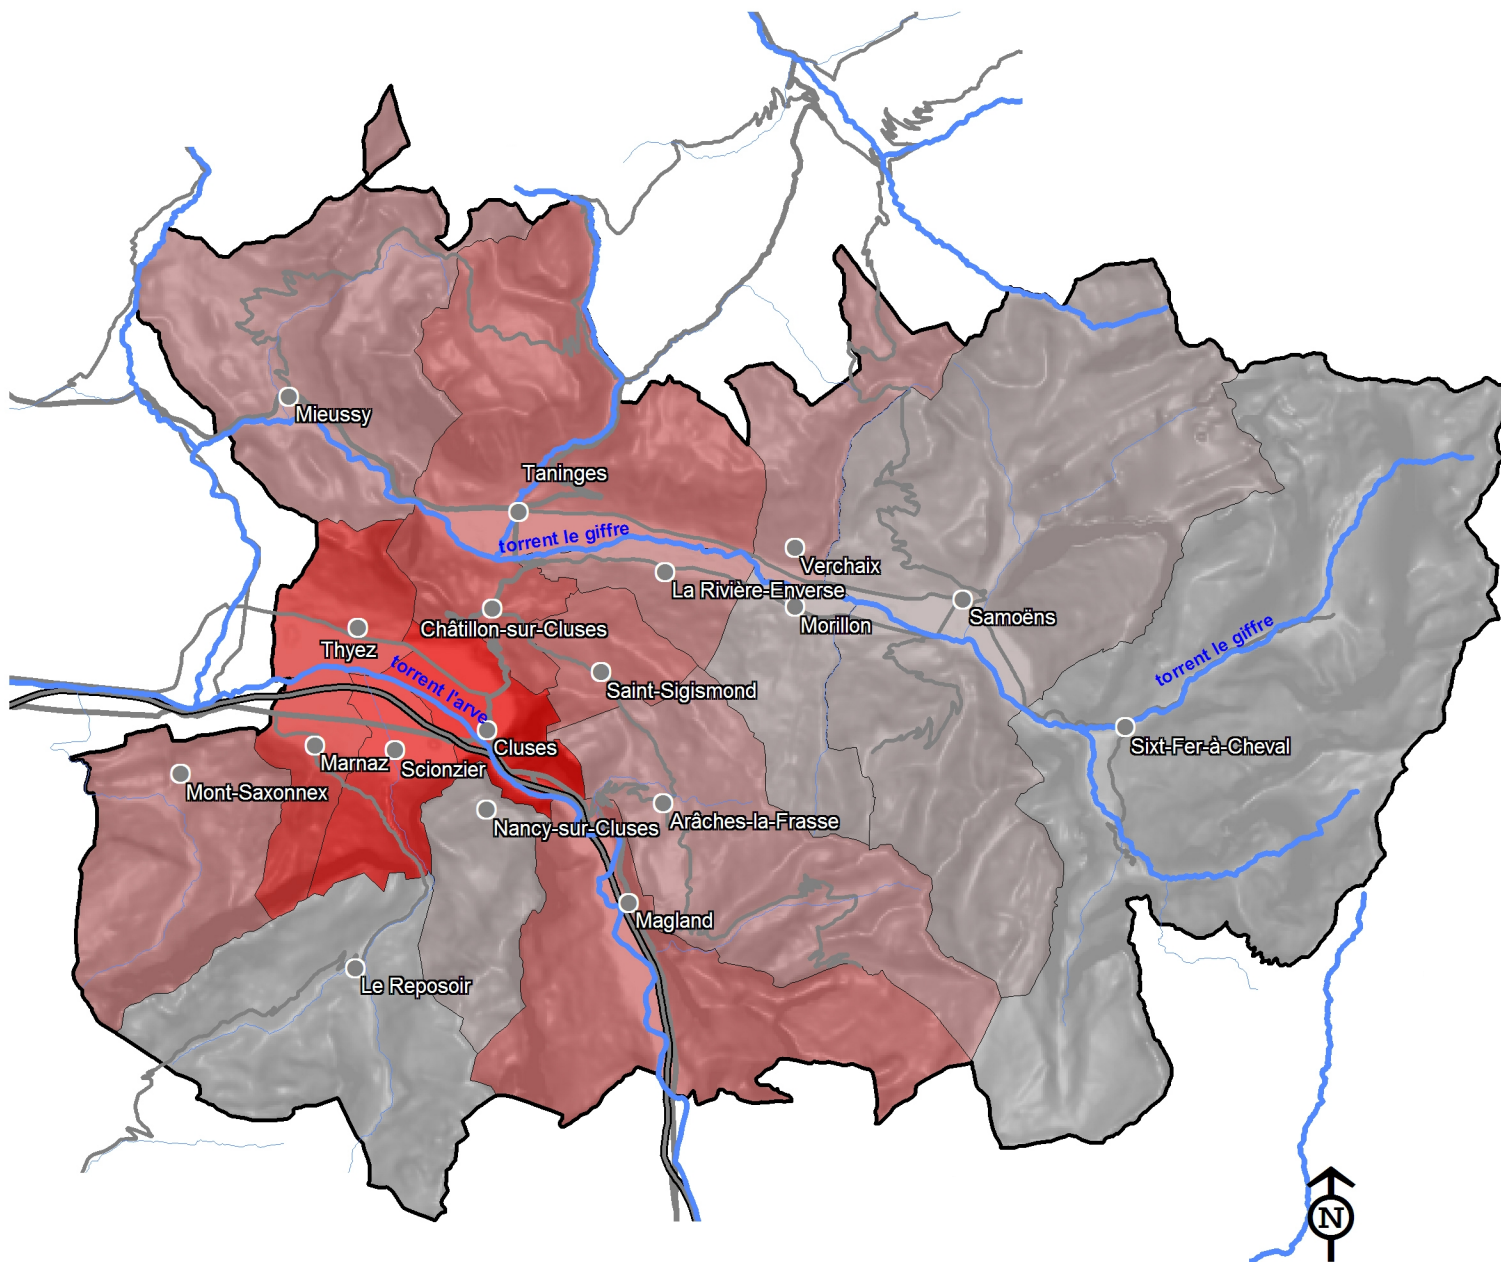 Mieussy
Taninges
torrent le giffre
Verchaix
La Rivière-Enverse
Morillon
Samoëns
Châtillon-sur-Cluses
Thyez
torrent le giffre
torrent l'arve
Saint-Sigismond
Cluses
Sixt-Fer-à-Cheval
Marnaz
Scionzier
Mont-Saxonnex
Nancy-sur-Cluses
Arâches-la-Frasse
Magland
Le Reposoir
N